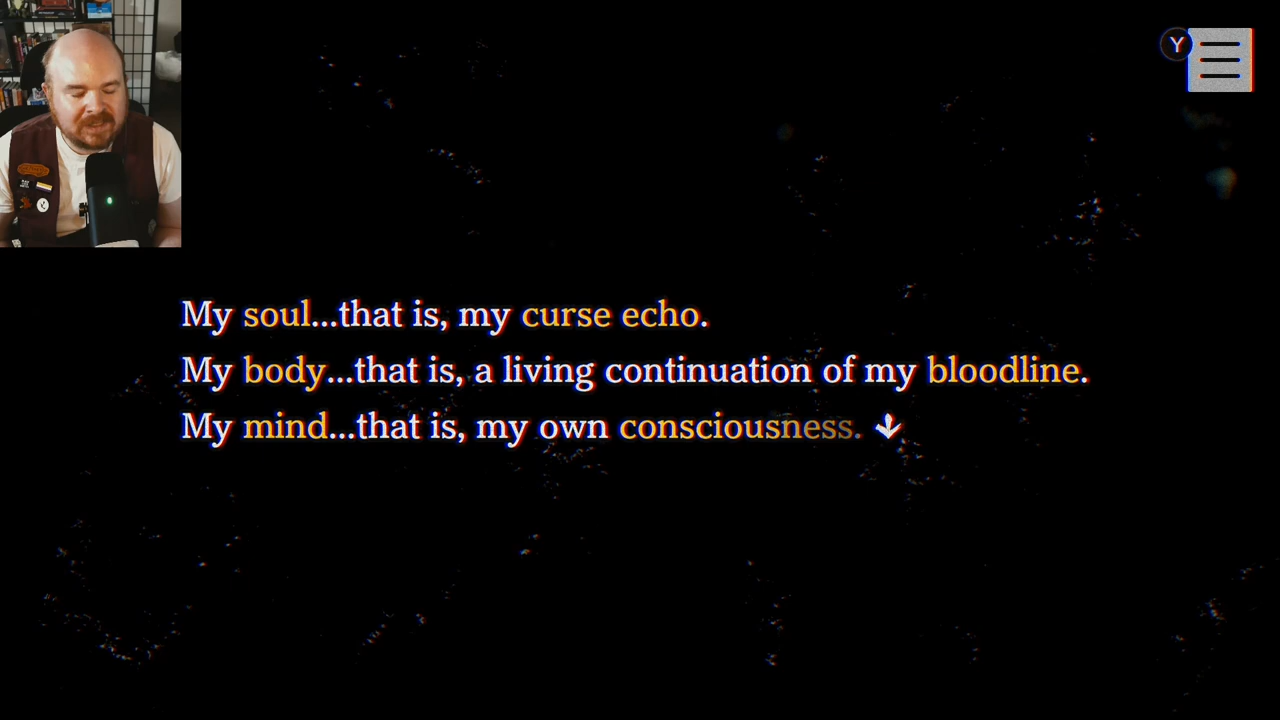 Y
My soul...that is, my curse echo.
My body...that is, a living continuation of my bloodline.
My mind...that is, my own consciousness.